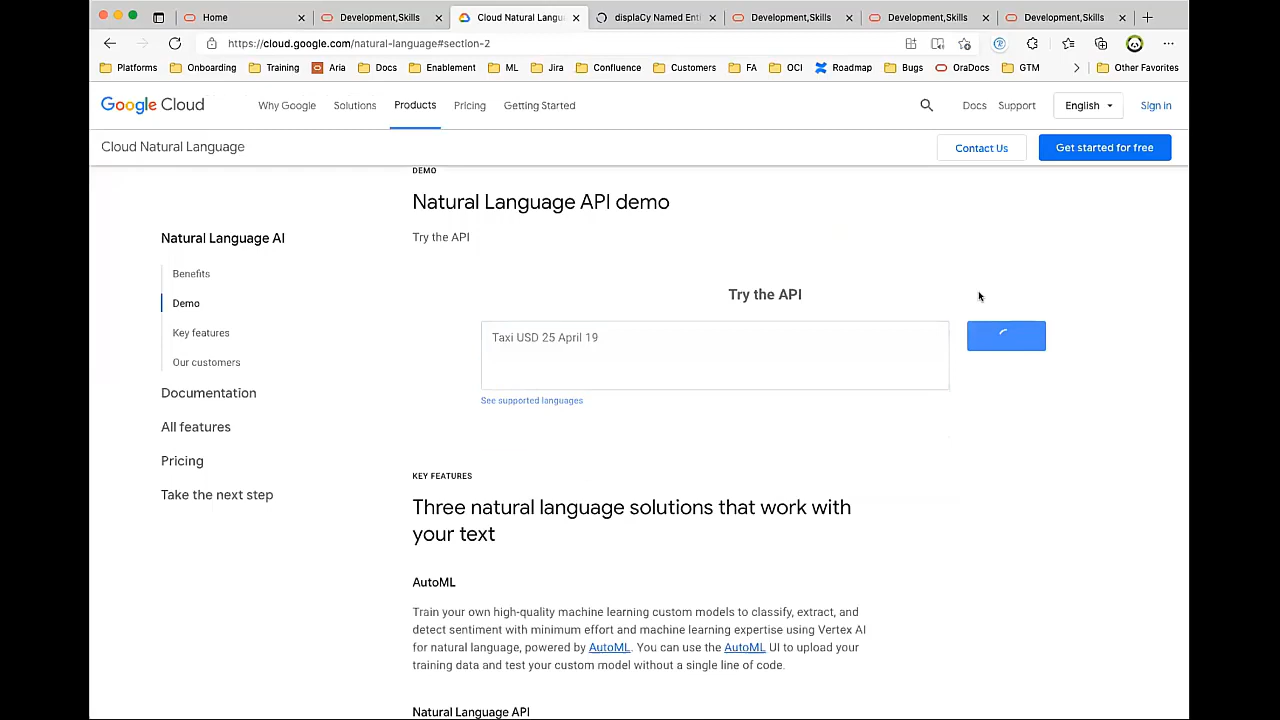 Home
Development,Skills
Cloud Natural Langu
displaCy Named Enti
Development,Skills
Development,Skills
Development,Skills
https://cloud.google.com/natural-language#section-2
Platforms
Onboarding
Training
Aria
Docs
Enablement
ML
Jira
Confluence
Customers
FA
OCI
Roadmap
Bugs
OraDocs
GTM
Other Favorites
Google Cloud
Why Google
Solutions
Products
Pricing
Getting Started
Docs
Support
English
Sign in
Cloud Natural Language
Contact Us
Get started for free
DEMO
Natural Language API demo
Try the API
Natural Language AI
Benefits
Demo
Key features
Our customers
Documentation
All features
Pricing
Take the next step
Try the API
Taxi USD 25 April 19
See supported languages
KEY FEATURES
Three natural language solutions that work with
your text
AutoML
Train your own high-quality machine learning custom models to classify, extract, and
detect sentiment with minimum effort and machine learning expertise using Vertex AI
for natural language, powered by AutoML. You can use the AutoML UI to upload your
training data and test your custom model without a single line of code.
Natural Language API